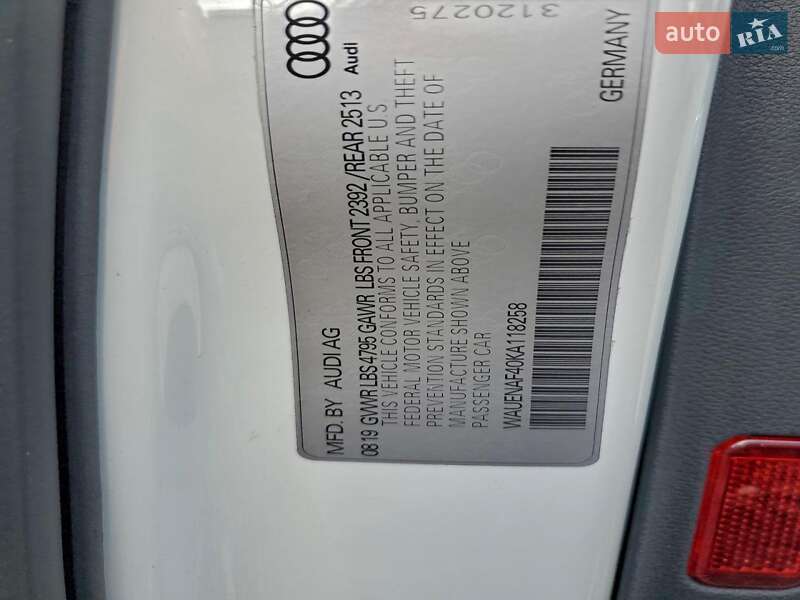 MFD. BY AUDI AG
0819 GVWR LBS 4795 GAWR LBS FRONT 2392/REAR 2513 Audi
THIS VEHICLE CONFORMS TO ALL APPLICABLE U.S
FEDERAL MOTOR VEHICLE SAFETY, BUMPER AND THEFT
PREVENTION STANDARDS IN EFFECT ON THE DATE OF
MANUFACTURE SHOWN ABOVE
PASSENGER CAR
WAUENAF40KA118258
GERMANY
3120275
auto RIA.com